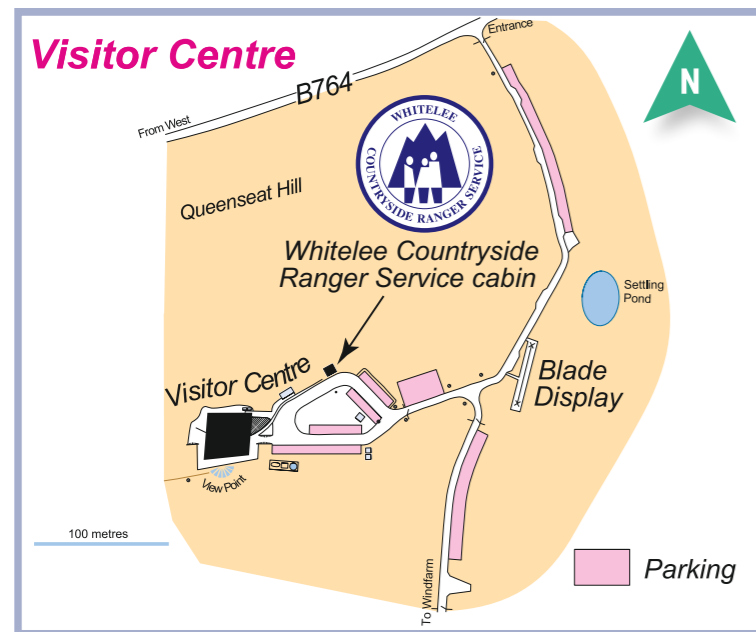 Visitor Centre
Entrance
B764
From West
N
WHITELEE
COUNTRYSIDE RANGER SERVICE
Queenseat Hill
Whitelee Countryside
Ranger Service cabin
Settling
Pond
Visitor Centre
Blade
Display
View Point
100 metres
Parking
To Windfarm